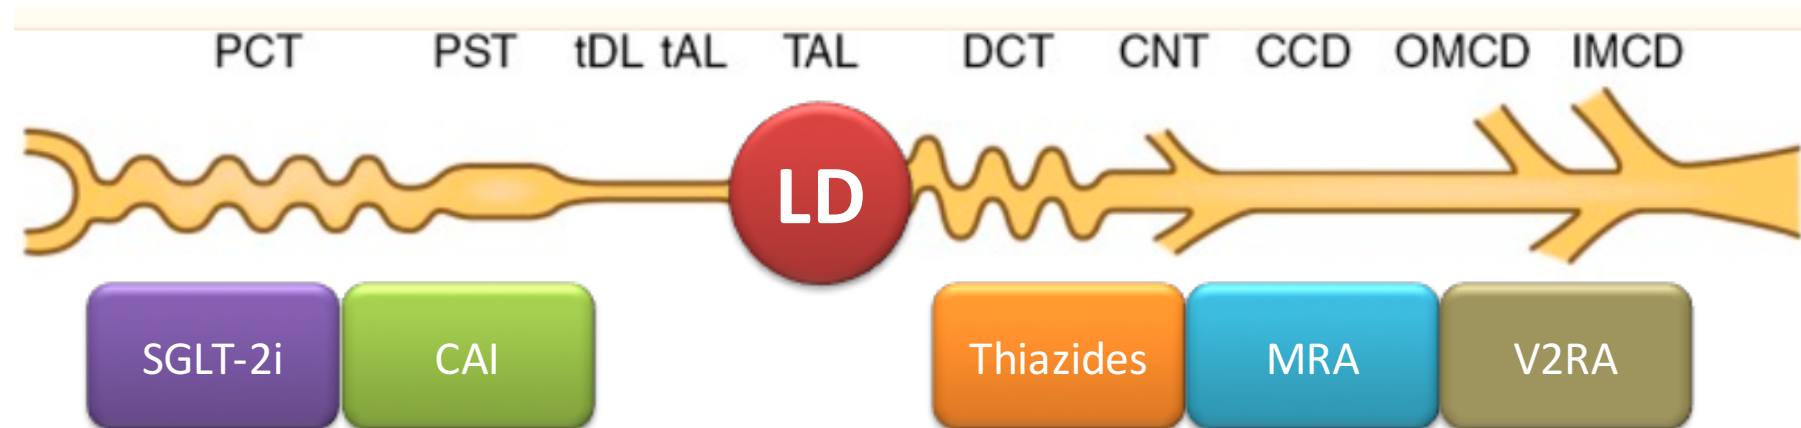 PCT PST tDL tAL TAL DCT CNT CCD OMCD IMCD
LD
SGLT-2i CAI Thiazides MRA V2RA